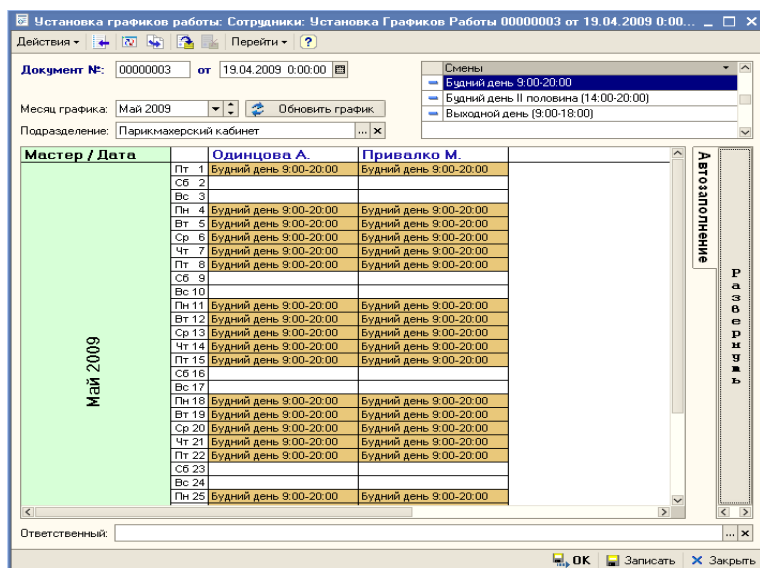 Установка графиков работы: Сотрудники: Установка Графиков Работы 00000003 от 19.04.2009 0:00...
Действия Перейти ?
Документ №: 00000003 от 19.04.2009 0:00:00
Смены
Будний день 9:00-20:00
Будний день II половина (14:00-20:00)
Выходной день (9:00-18:00)
Месяц графика: Май 2009 Обновить график
Подразделение: Парикмахерский кабинет ... ×
Мастер / Дата Одинцова А. Привалко М.
Пт 1 Будний день 9:00-20:00 Будний день 9:00-20:00
Сб 2
Вс 3
Пн 4 Будний день 9:00-20:00 Будний день 9:00-20:00
Вт 5 Будний день 9:00-20:00 Будний день 9:00-20:00
Ср 6 Будний день 9:00-20:00 Будний день 9:00-20:00
Чт 7 Будний день 9:00-20:00 Будний день 9:00-20:00
Пт 8 Будний день 9:00-20:00 Будний день 9:00-20:00
Сб 9
Вс 10
Пн 11 Будний день 9:00-20:00 Будний день 9:00-20:00
Вт 12 Будний день 9:00-20:00 Будний день 9:00-20:00
Ср 13 Будний день 9:00-20:00 Будний день 9:00-20:00
Чт 14 Будний день 9:00-20:00 Будний день 9:00-20:00
Пт 15 Будний день 9:00-20:00 Будний день 9:00-20:00
Сб 16
Вс 17
Пн 18 Будний день 9:00-20:00 Будний день 9:00-20:00
Вт 19 Будний день 9:00-20:00 Будний день 9:00-20:00
Ср 20 Будний день 9:00-20:00 Будний день 9:00-20:00
Чт 21 Будний день 9:00-20:00 Будний день 9:00-20:00
Пт 22 Будний день 9:00-20:00 Будний день 9:00-20:00
Сб 23
Вс 24
Пн 25 Будний день 9:00-20:00 Будний день 9:00-20:00
Май 2009
Автозаполнение
Развернуть
Ответственный: ... ×
OK Записать Закрыть